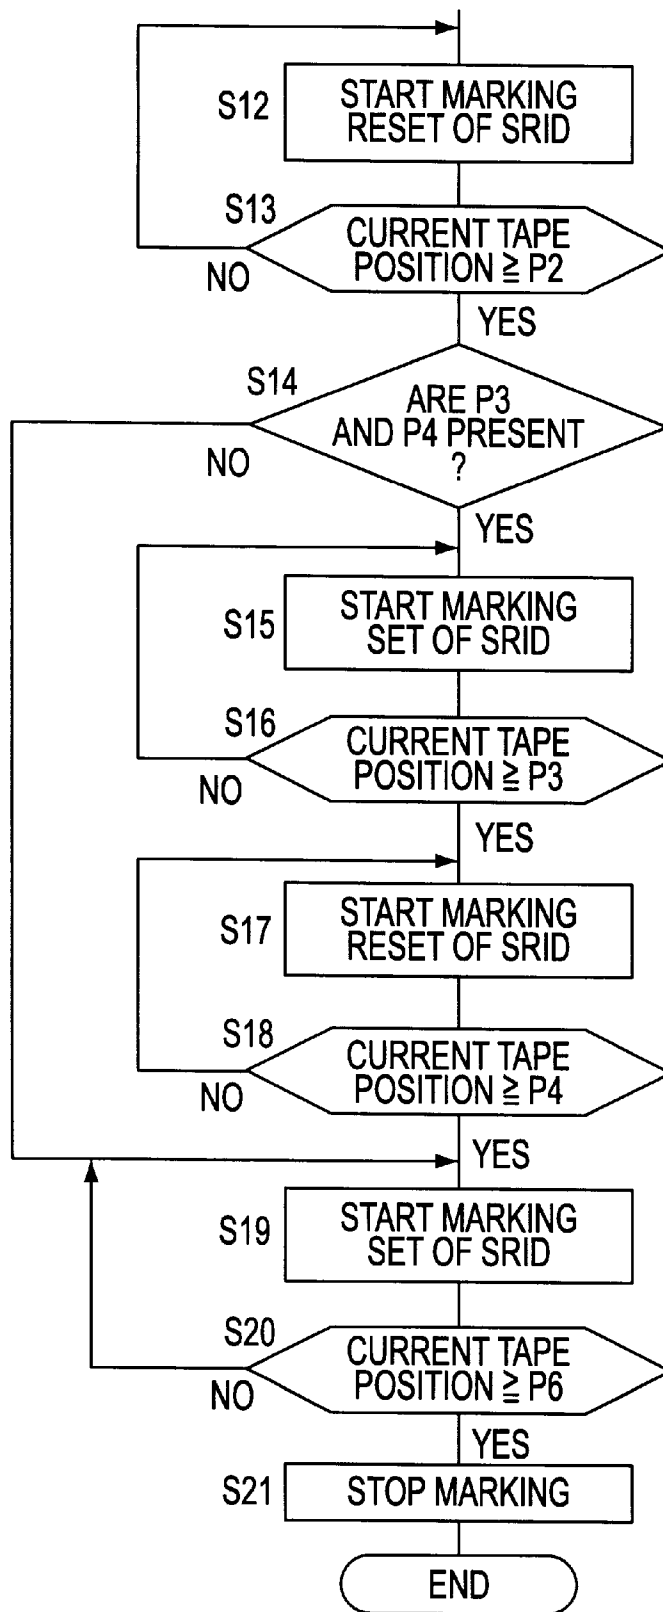 S12
START MARKING
RESET OF SRID
S13
CURRENT TAPE
POSITION ≧ P2
NO
YES
S14
ARE P3
AND P4 PRESENT
?
NO
YES
S15
START MARKING
SET OF SRID
S16
CURRENT TAPE
POSITION ≧ P3
NO
YES
S17
START MARKING
RESET OF SRID
S18
CURRENT TAPE
POSITION ≧ P4
NO
YES
S19
START MARKING
SET OF SRID
S20
CURRENT TAPE
POSITION ≧ P6
NO
YES
S21
STOP MARKING
END